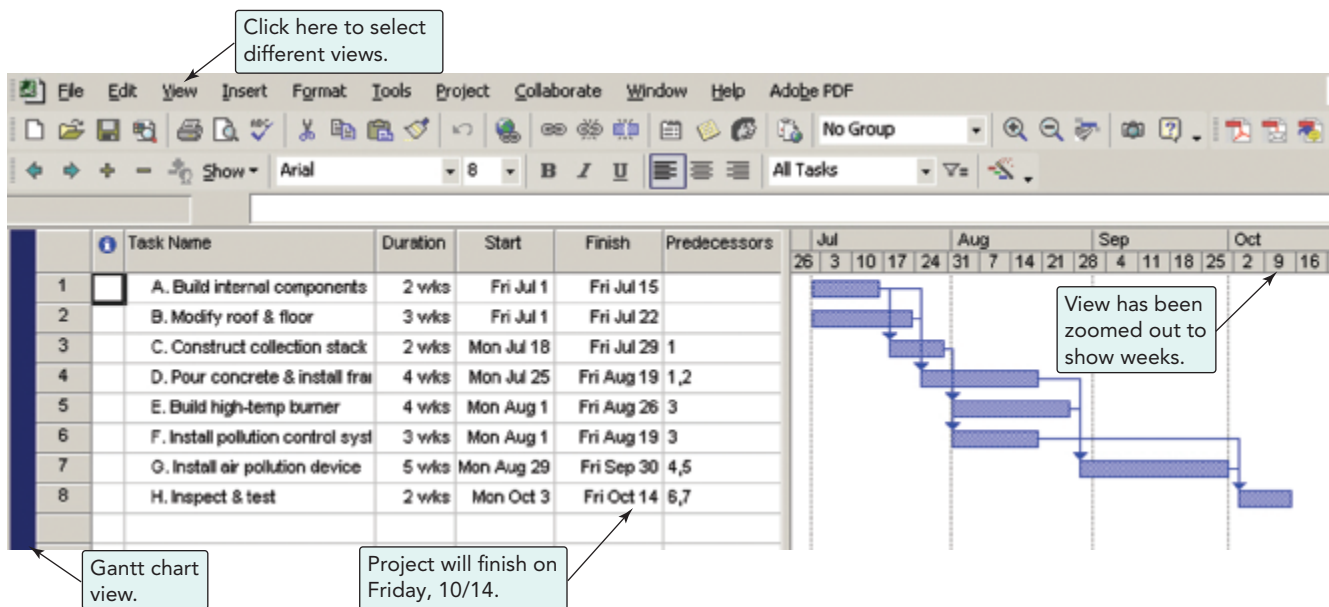 Click here to select
different views.
File Edit View Insert Format Tools Project Collaborate Window Help Adobe PDF
No Group
Show Arial 8 B I U All Tasks
Task Name Duration Start Finish Predecessors Jul Aug Sep Oct
26 3 10 17 24 31 7 14 21 28 4 11 18 25 2 9 16
1 A. Build internal components 2 wks Fri Jul 1 Fri Jul 15
2 B. Modify roof & floor 3 wks Fri Jul 1 Fri Jul 22
3 C. Construct collection stack 2 wks Mon Jul 18 Fri Jul 29 1
4 D. Pour concrete & install frai 4 wks Mon Jul 25 Fri Aug 19 1,2
5 E. Build high-temp burner 4 wks Mon Aug 1 Fri Aug 26 3
6 F. Install pollution control syst 3 wks Mon Aug 1 Fri Aug 19 3
7 G. Install air pollution device 5 wks Mon Aug 29 Fri Sep 30 4,5
8 H. Inspect & test 2 wks Mon Oct 3 Fri Oct 14 6,7
View has been
zoomed out to
show weeks.
Gantt chart
view.
Project will finish on
Friday, 10/14.